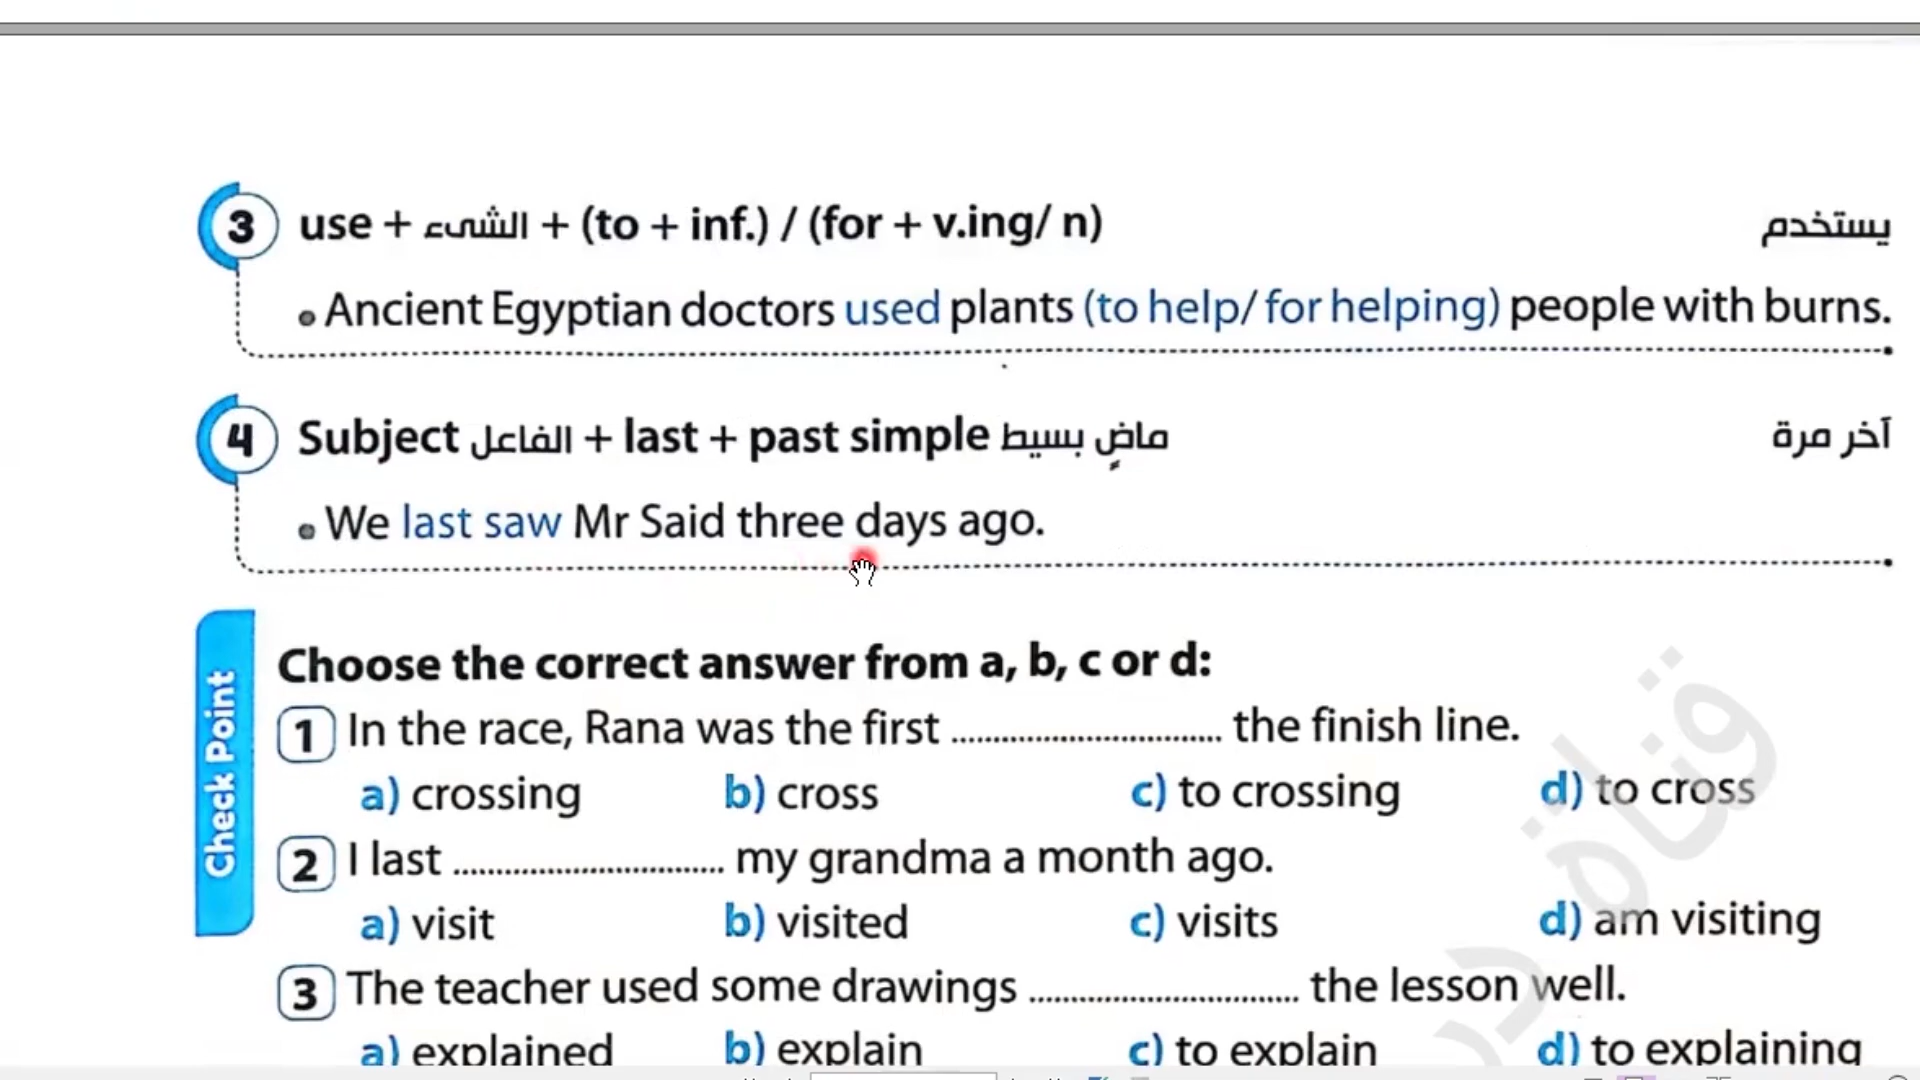 3 use + الشيء + (to + inf.) / (for + v.ing/ n) يستخدم
• Ancient Egyptian doctors used plants (to help/ for helping) people with burns.
4 Subject الفاعل + last + past simple ماضٍ بسيط آخر مرة
• We last saw Mr Said three days ago.
Check Point
Choose the correct answer from a, b, c or d:
1 In the race, Rana was the first .............................. the finish line.
a) crossing b) cross c) to crossing d) to cross
2 I last .............................. my grandma a month ago.
a) visit b) visited c) visits d) am visiting
3 The teacher used some drawings .............................. the lesson well.
a) explained b) explain c) to explain d) to explaining
قناة